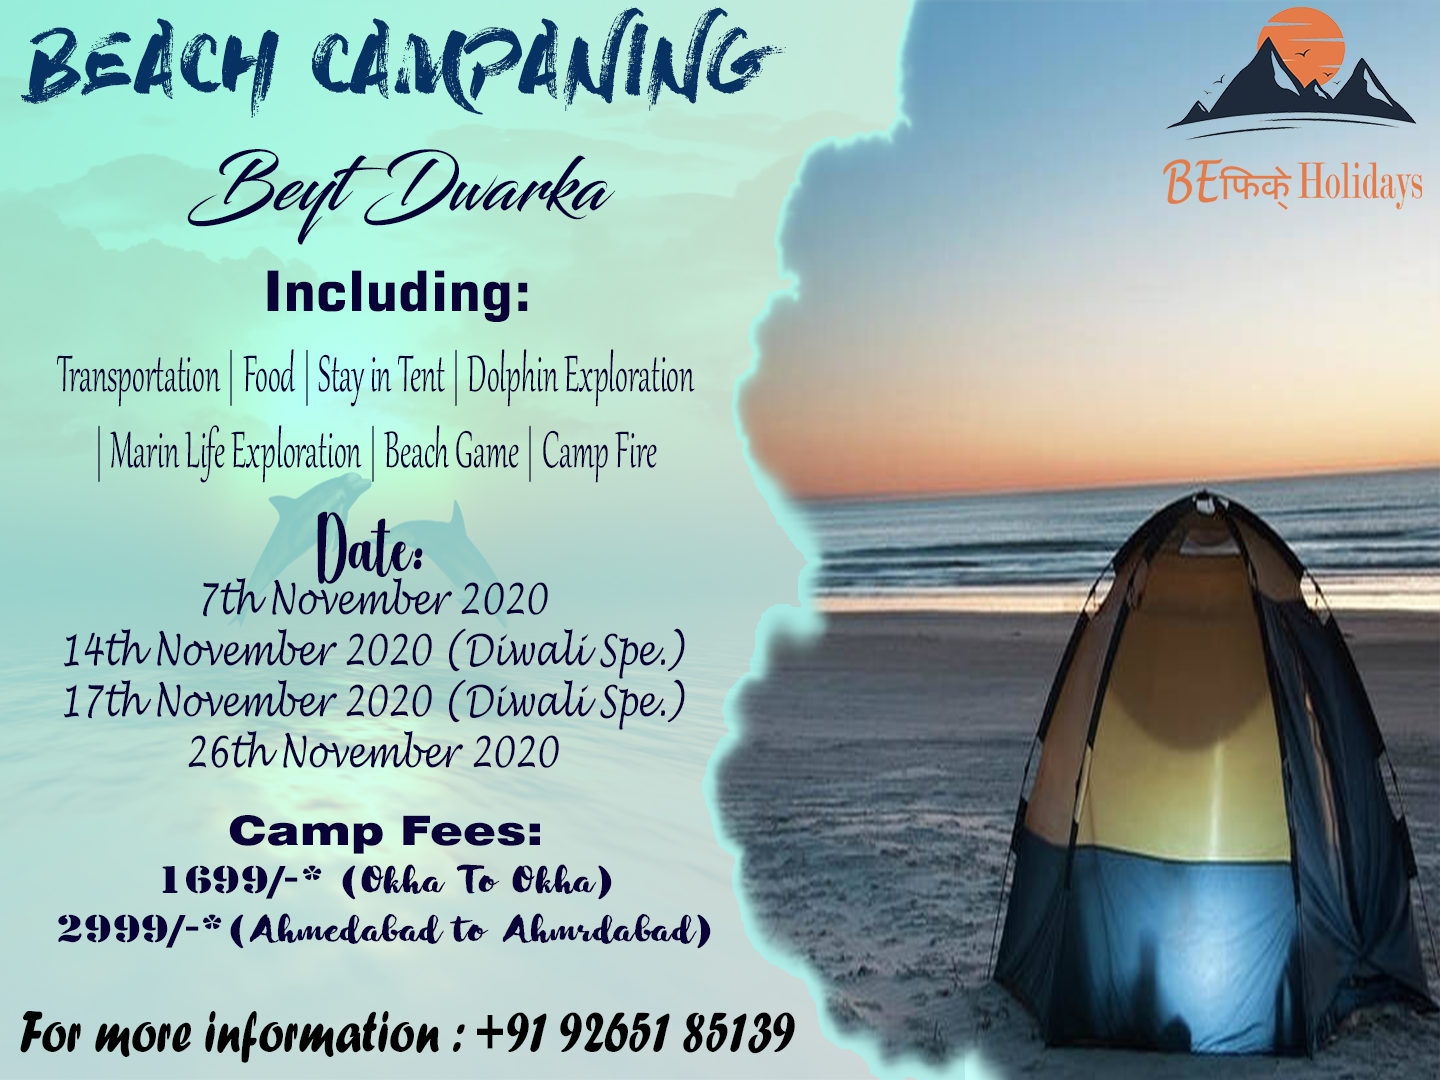 BEACH CAMPANING
BEफिक्रे Holidays
Beyt Dwarka
Including:
Transportation | Food | Stay in Tent | Dolphin Exploration
| Marin Life Exploration | Beach Game | Camp Fire
Date:
7th November 2020
14th November 2020 (Diwali Spe.)
17th November 2020 (Diwali Spe.)
26th November 2020
Camp Fees:
1699/-* (Okha To Okha)
2999/-*(Ahmedabad to Ahmrdabad)
For more information : +91 92651 85139